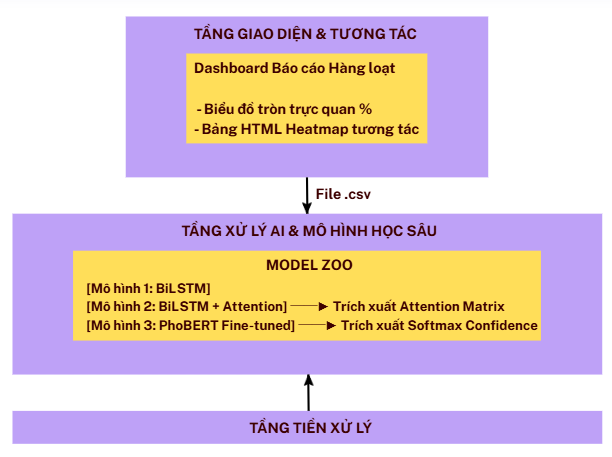 TẦNG GIAO DIỆN & TƯƠNG TÁC
Dashboard Báo cáo Hàng loạt
- Biểu đồ tròn trực quan %
- Bảng HTML Heatmap tương tác
File .csv
TẦNG XỬ LÝ AI & MÔ HÌNH HỌC SÂU
MODEL ZOO
[Mô hình 1: BiLSTM]
[Mô hình 2: BiLSTM + Attention] Trích xuất Attention Matrix
[Mô hình 3: PhoBERT Fine-tuned] Trích xuất Softmax Confidence
TẦNG TIỀN XỬ LÝ